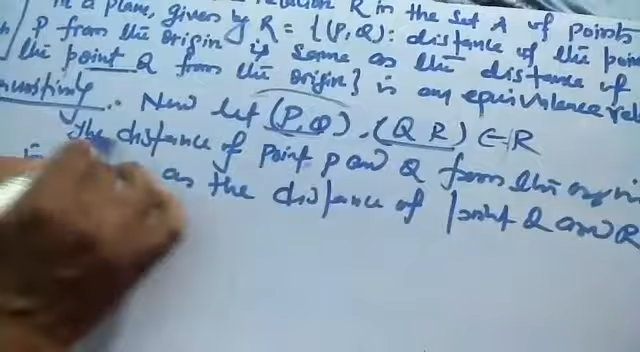 in a plane, given by R = {(P, Q): distance of the point
P from the origin is same as the distance of
the point Q from the origin} is an equivalence rela
Now let (P, Q), (Q R) ∈ R
The distance of point P and Q from the origin
as the distance of point Q and R